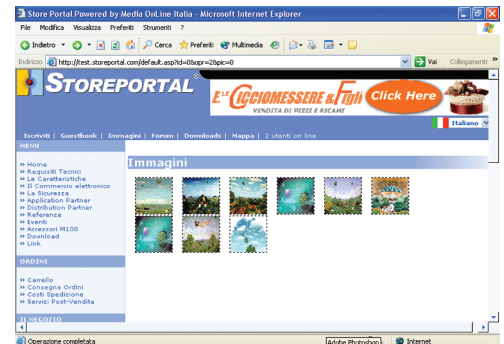 Store Portal Powered by Media OnLine Italia - Microsoft Internet Explorer
File Modifica Visualizza Preferiti Strumenti ?
Indietro Cerca Preferiti Multimedia
Indirizzo http://test.storeportal.com/default.asp?id=0&opr=2&pic=0 Vai Collegamenti »
STOREPORTAL®
E.LLE CICCIOMESSERE & Figli
VENDITA DI PIZZI E RICAMI
Click Here
Italiano
Iscriviti | Guestbook | Immagini | Forum | Downloads | Mappa | 2 utenti on line
MENU
» Home
» Requisiti Tecnici
» Le Caratteristiche
» Il Commercio elettronico
» La Sicurezza
» Application Partner
» Distribution Partner
» Referenze
» Eventi
» Accessori M100
» Download
» Link
ORDINI
» Carrello
» Consegna Ordini
» Costi Spedizione
» Servizi Post-Vendita
IL NEGOZIO
Immagini
Operazione completata
Adobe Photoshop
Internet